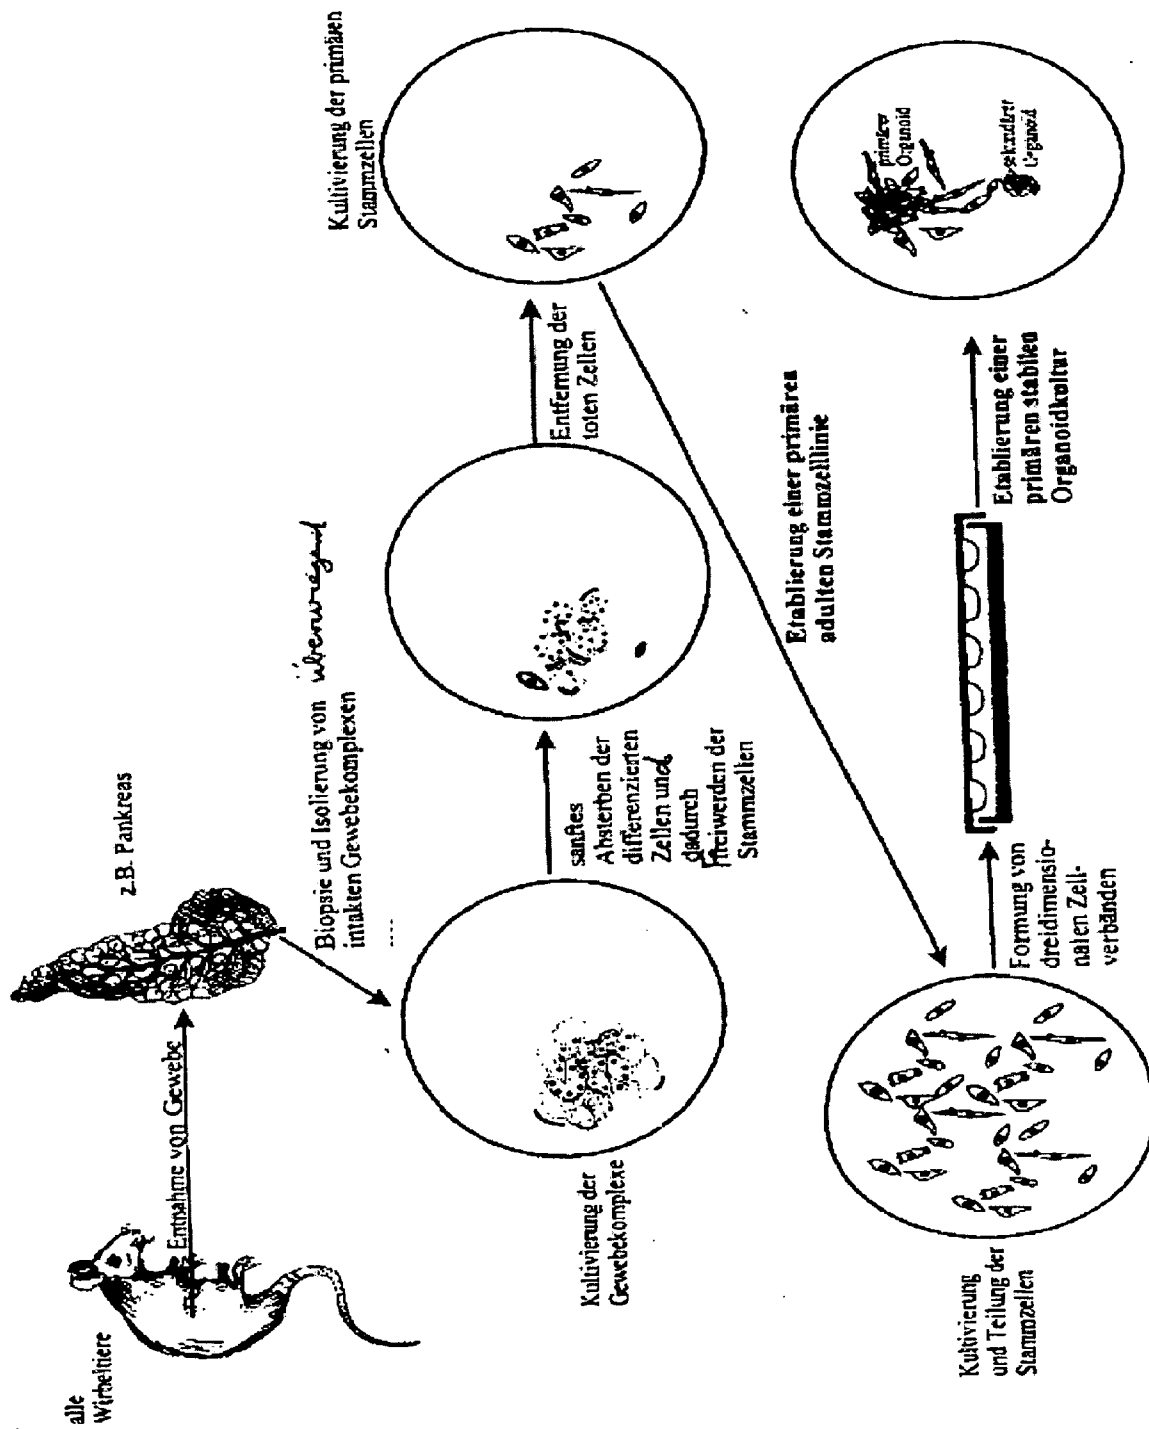 alle
Wirbeltiere
Entnahme von Gewebe
z.B. Pankreas
Biopsie und Isolierung von überwiegend
intakten Gewebekomplexen
Kultivierung der
Gewebekomplexe
sanftes
Absterben der
differenzierten
Zellen und
dadurch
Freiwerden der
Stammzellen
Entfernung der
toten Zellen
Kultivierung der primären
Stammzellen
Etablierung einer primären
adulten Stammzelllinie
Kultivierung
und Teilung der
Stammzellen
Formung von
dreidimensio-
nalen Zell-
verbänden
Etablierung einer
primären stabilen
Organoidkultur
primärer
Organoid
sekundärer
Organoid